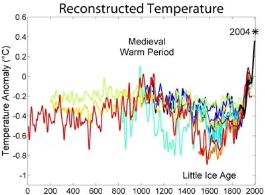 Reconstructed Temperature
0.6
0.4
0.2
0
-0.2
-0.4
-0.6
-0.8
-1
Temperature Anomaly (°C)
2004 *
Medieval
Warm Period
Little Ice Age
0 200 400 600 800 1000 1200 1400 1600 1800 2000